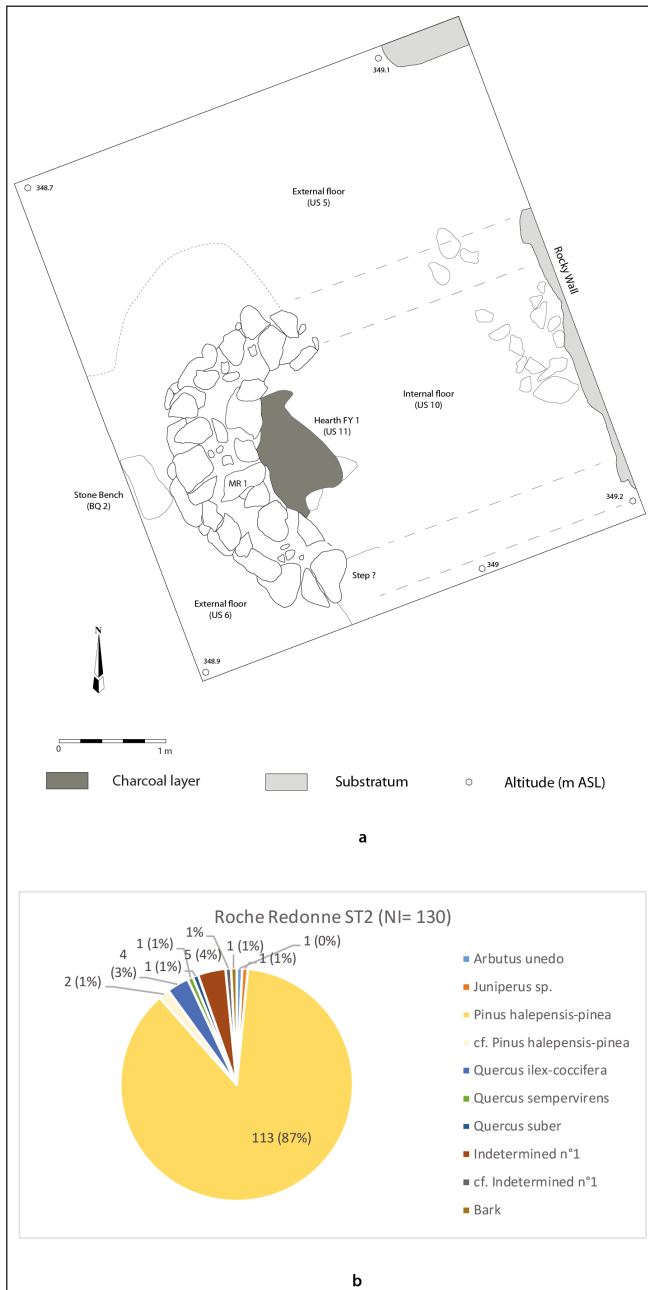 349.1
348.7
External floor
(US 5)
Rocky Wall
Internal floor
(US 10)
Hearth FY 1
(US 11)
MR 1
Stone Bench
(BQ 2)
349.2
349
Step ?
External floor
(US 6)
348.9
N
0 1 m
Charcoal layer Substratum Altitude (m ASL)
a
Roche Redonne ST2 (NI= 130)
1 (1%)
1%
1 (1%)
1 (0%)
4
(3%)
1 (1%)
5 (4%)
1 (1%)
2 (1%)
113 (87%)
Arbutus unedo
Juniperus sp.
Pinus halepensis-pinea
cf. Pinus halepensis-pinea
Quercus ilex-coccifera
Quercus sempervirens
Quercus suber
Indetermined n°1
cf. Indetermined n°1
Bark
b